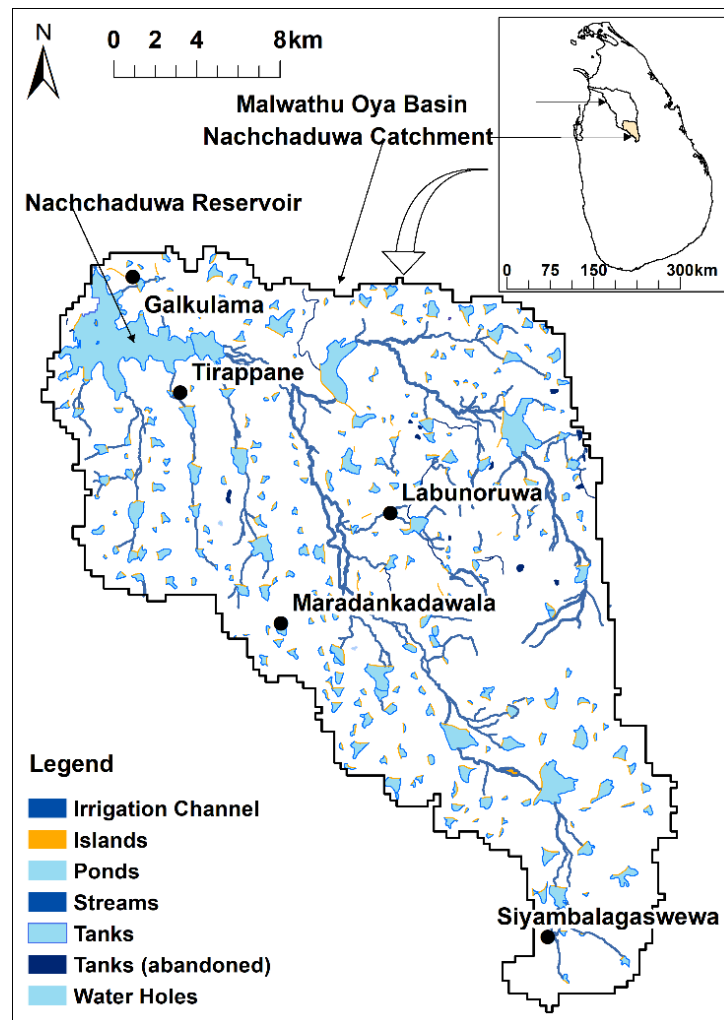 N
0 2 4 8km
Malwathu Oya Basin
Nachchaduwa Catchment
Nachchaduwa Reservoir
0 75 150 300km
Galkulama
Tirappane
Labunoruwa
Maradankadawala
Siyambalagaswewa
Legend
Irrigation Channel
Islands
Ponds
Streams
Tanks
Tanks (abandoned)
Water Holes